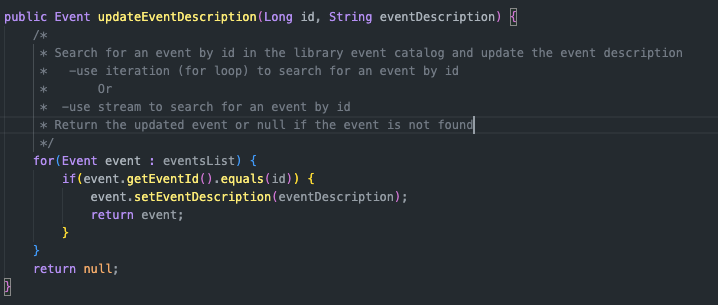 public Event updateEventDescription(Long id, String eventDescription) {
    /*
     * Search for an event by id in the library event catalog and update the event description
     *   -use iteration (for loop) to search for an event by id
     *       Or
     *  -use stream to search for an event by id
     * Return the updated event or null if the event is not found
     */
    for(Event event : eventsList) {
        if(event.getEventId().equals(id)) {
            event.setEventDescription(eventDescription);
            return event;
        }
    }
    return null;
}